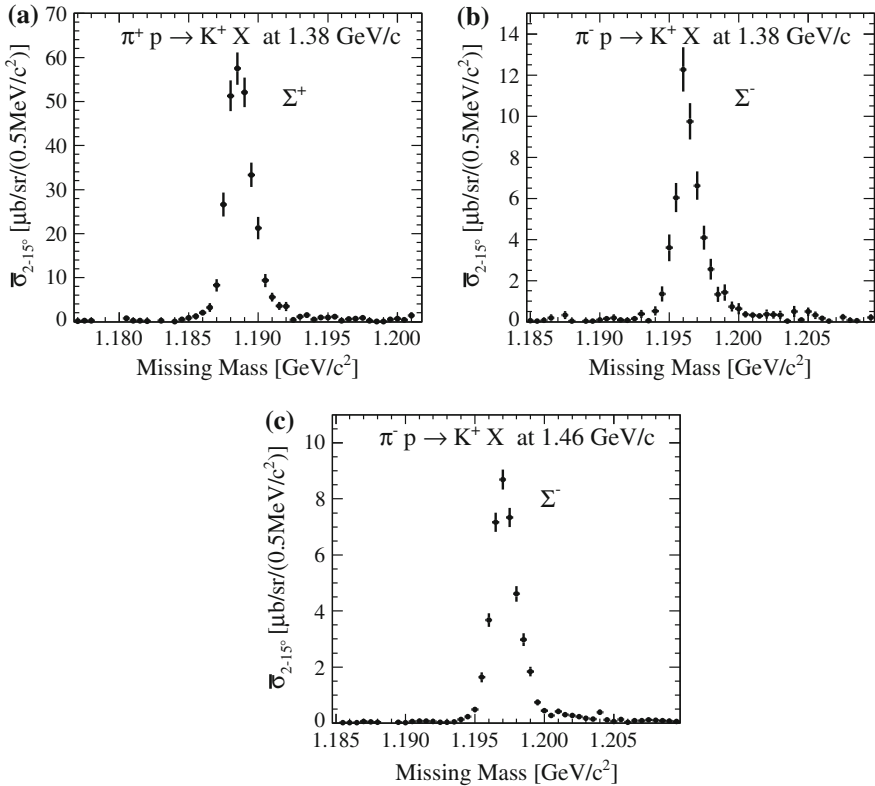 (a)
π⁺ p → K⁺ X at 1.38 GeV/c
Σ⁺
σ̅₂₋₁₅° [μb/sr/(0.5MeV/c²)]
70
60
50
40
30
20
10
0
1.180
1.190
1.200
Missing Mass [GeV/c²]
(b)
π⁻ p → K⁺ X at 1.38 GeV/c
Σ⁻
σ̅₂₋₁₅° [μb/sr/(0.5MeV/c²)]
14
12
10
8
6
4
2
0
1.185
1.190
1.195
1.200
1.205
Missing Mass [GeV/c²]
(c)
π⁻ p → K⁺ X at 1.46 GeV/c
Σ⁻
σ̅₂₋₁₅° [μb/sr/(0.5MeV/c²)]
10
8
6
4
2
0
1.185
1.190
1.195
1.200
1.205
Missing Mass [GeV/c²]